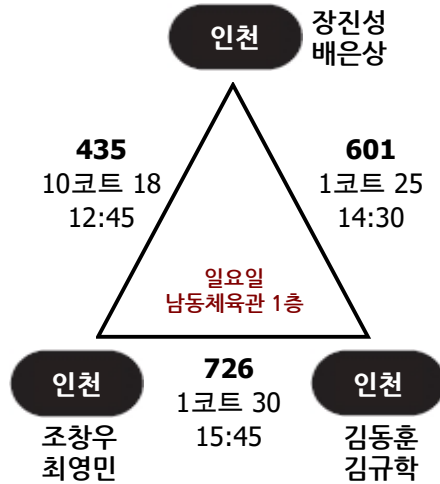 인천
장진성
배은상
435
10코트 18
12:45
601
1코트 25
14:30
일요일
남동체육관 1층
인천
조창우
최영민
726
1코트 30
15:45
인천
김동훈
김규학